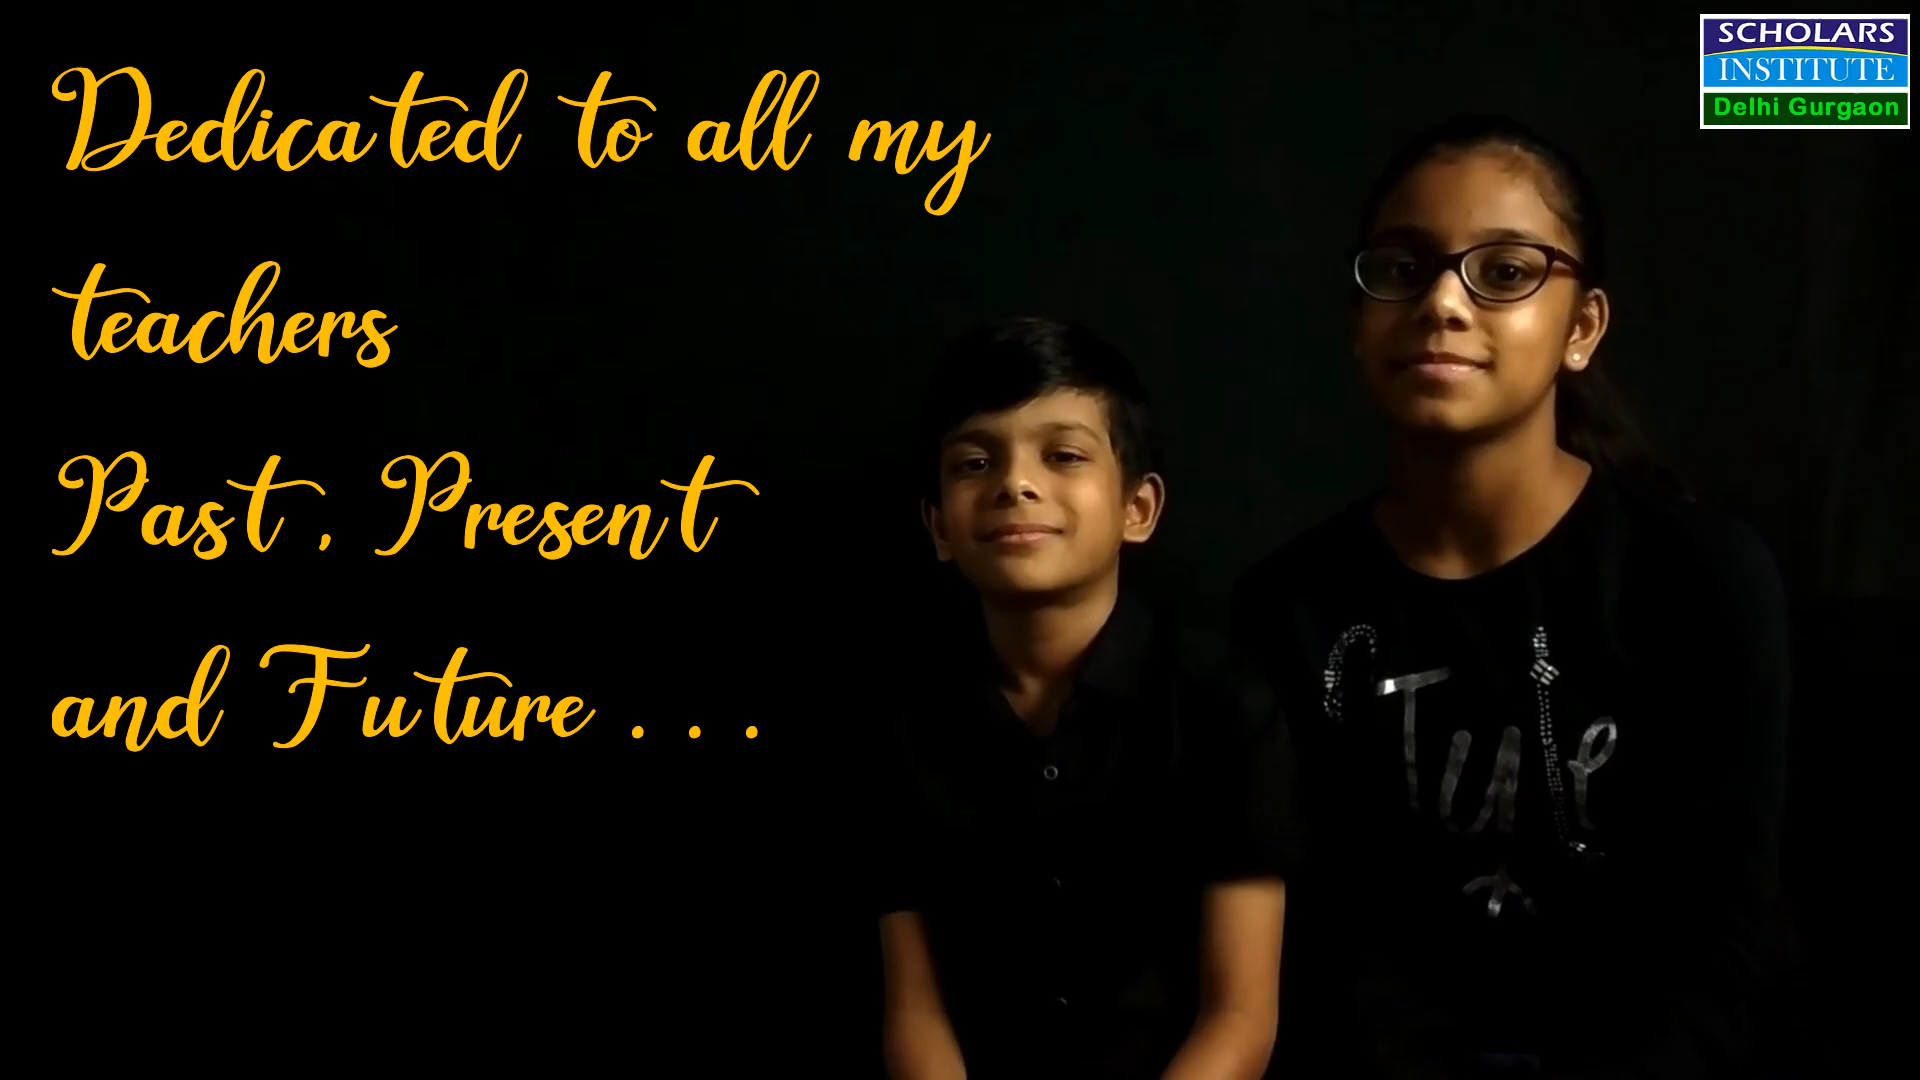 Dedicated to all my
teachers
Past, Present
and Future . . .
SCHOLARS
INSTITUTE
Delhi Gurgaon